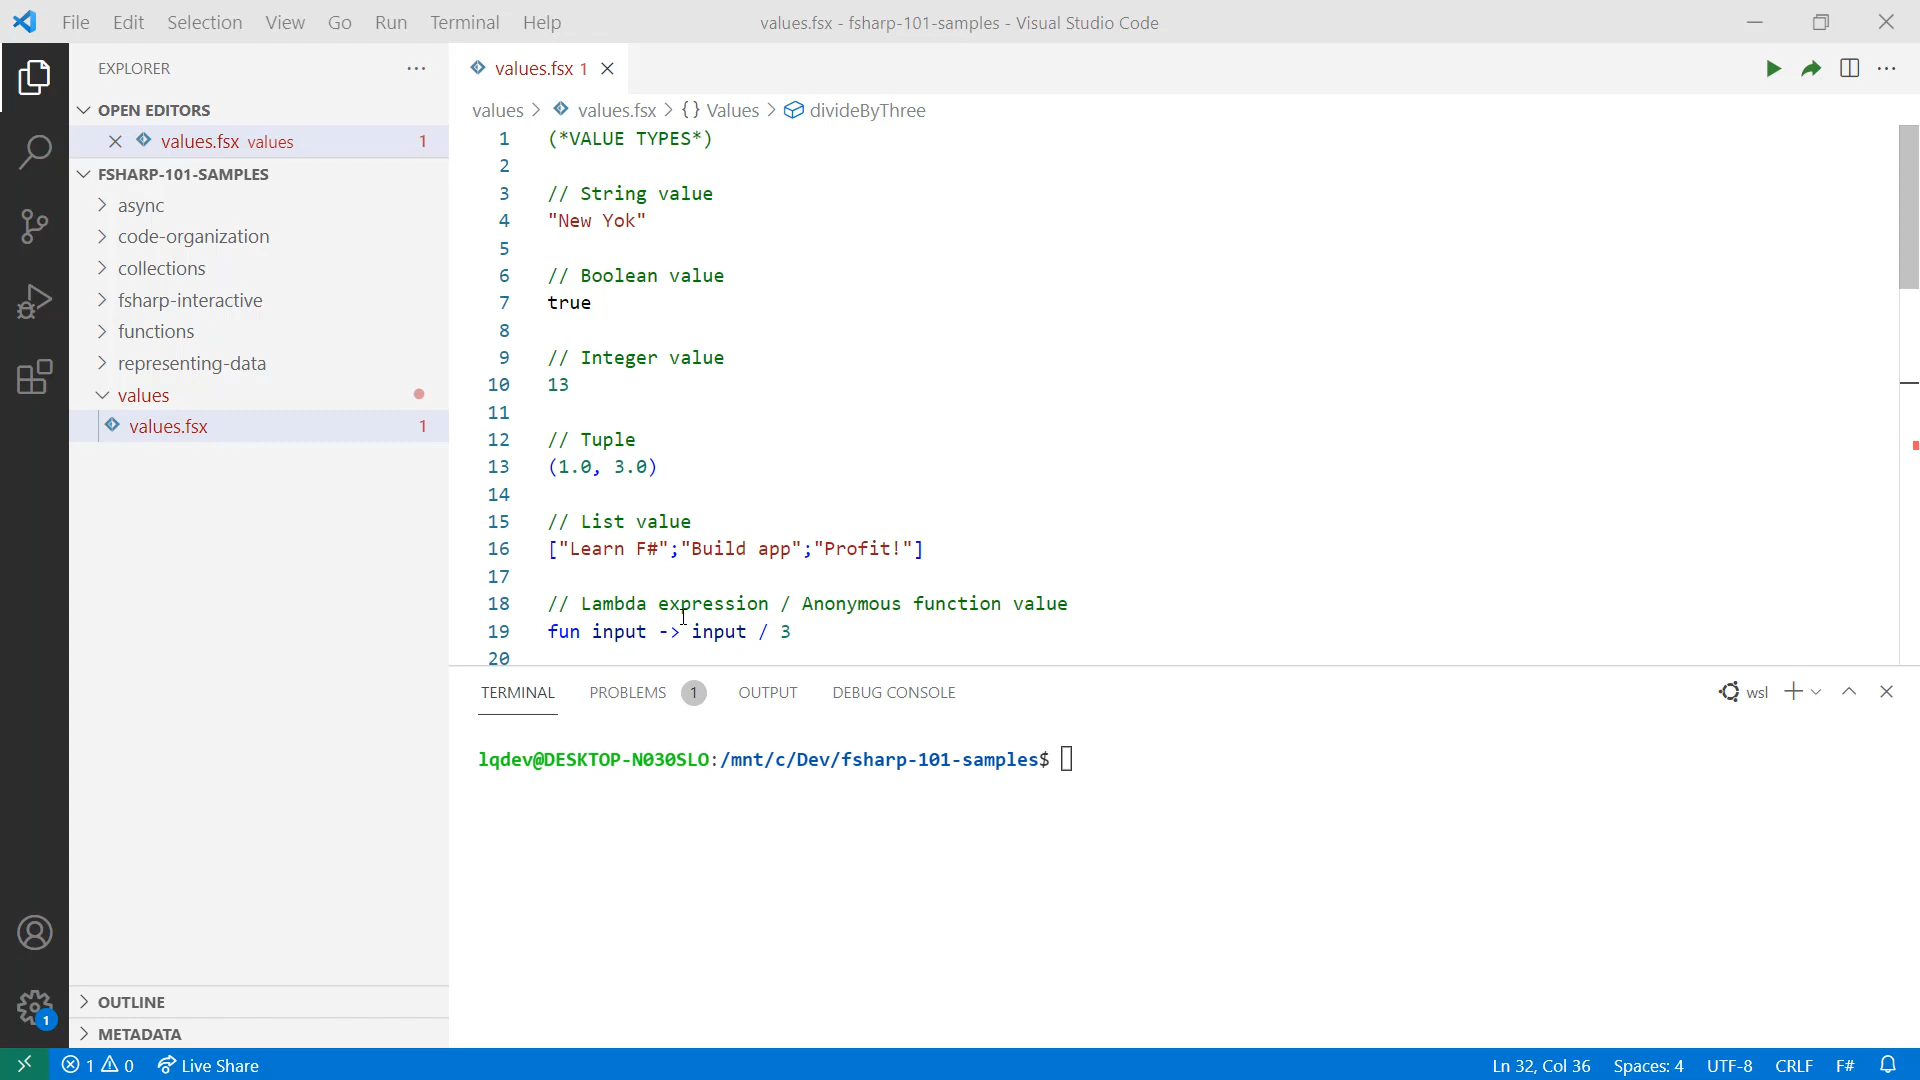 File Edit Selection View Go Run Terminal Help values.fsx - fsharp-101-samples - Visual Studio Code
EXPLORER
OPEN EDITORS
values.fsx values 1
FSHARP-101-SAMPLES
async
code-organization
collections
fsharp-interactive
functions
representing-data
values
values.fsx 1
OUTLINE
METADATA
1
values.fsx 1
values > values.fsx > {} Values > divideByThree
1 (*VALUE TYPES*)
2
3 // String value
4 "New Yok"
5
6 // Boolean value
7 true
8
9 // Integer value
10 13
11
12 // Tuple
13 (1.0, 3.0)
14
15 // List value
16 ["Learn F#";"Build app";"Profit!"]
17
18 // Lambda expression / Anonymous function value
19 fun input -> input / 3
20
TERMINAL PROBLEMS 1 OUTPUT DEBUG CONSOLE wsl
lqdev@DESKTOP-N030SLO:/mnt/c/Dev/fsharp-101-samples$
1 0 Live Share Ln 32, Col 36 Spaces: 4 UTF-8 CRLF F#